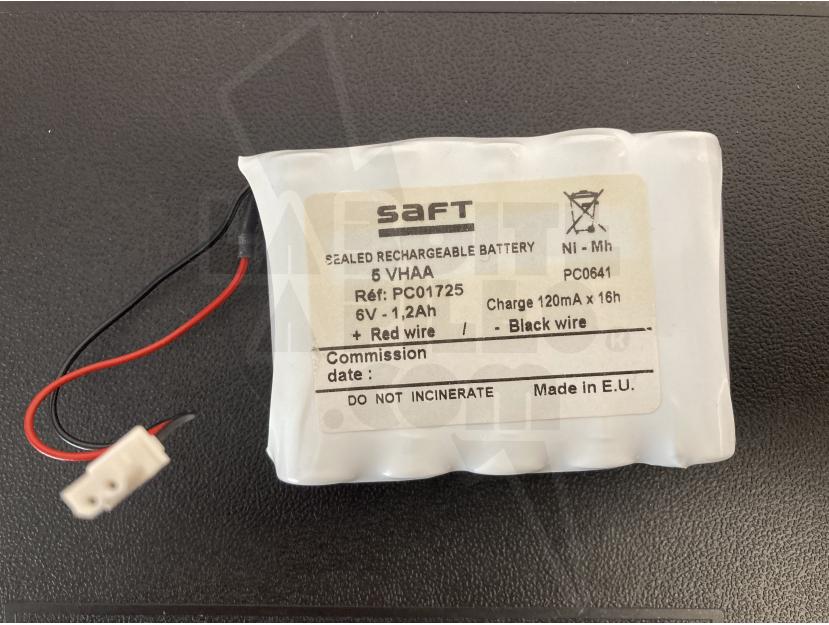 SAFT
SEALED RECHARGEABLE BATTERY
Ni - Mh
5 VHAA
PC0641
Réf: PC01725
Charge 120mA x 16h
6V - 1,2Ah
+ Red wire / - Black wire
Commission
date :
DO NOT INCINERATE
Made in E.U.